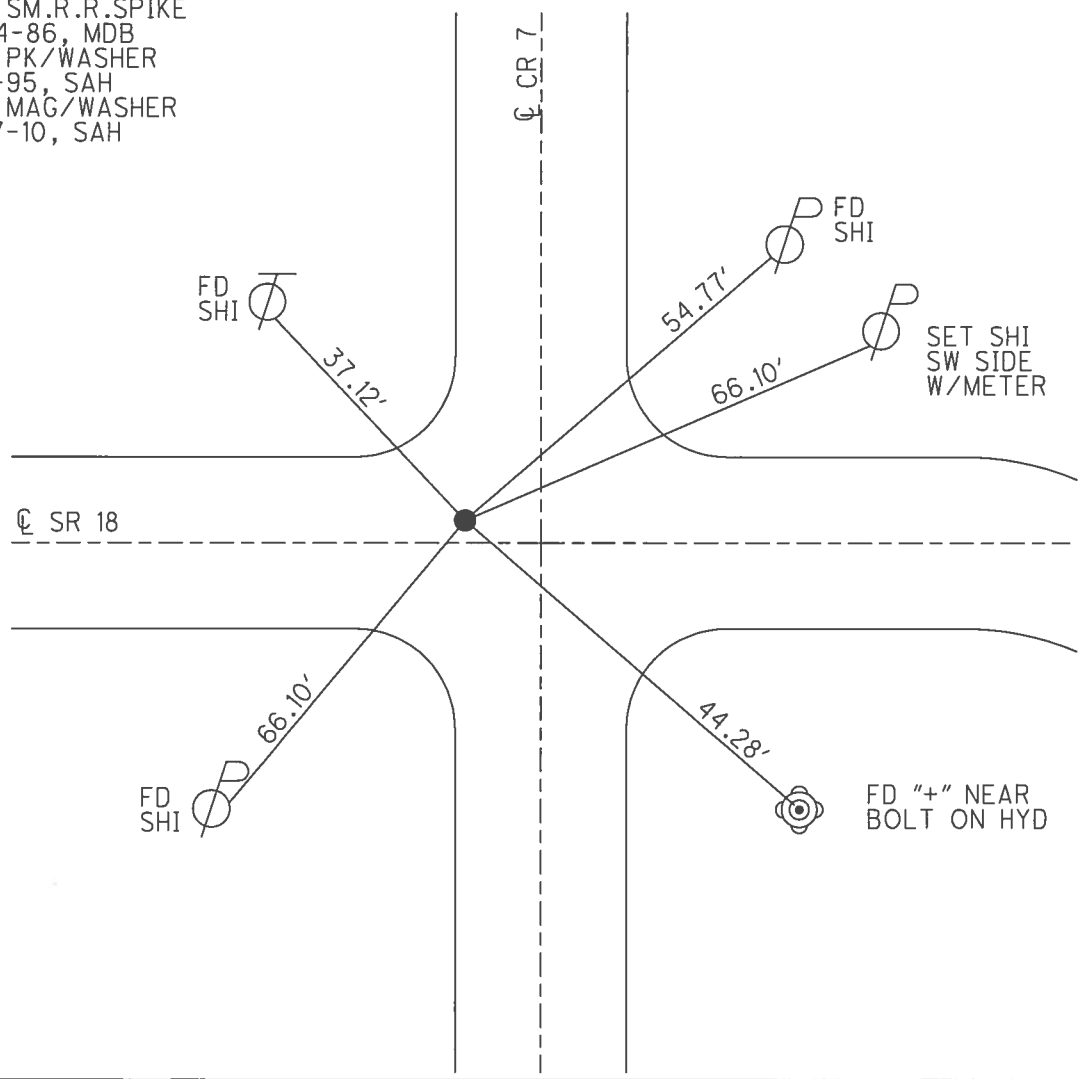 SM.R.R.SPIKE
4-86, MDB
PK/WASHER
-95, SAH
MAG/WASHER
7-10, SAH
℄ CR 7
FD
SHI
FD
SHI
54.77'
37.12'
66.10'
SET SHI
SW SIDE
W/METER
℄ SR 18
66.10'
44.28'
FD
SHI
FD "+" NEAR
BOLT ON HYD